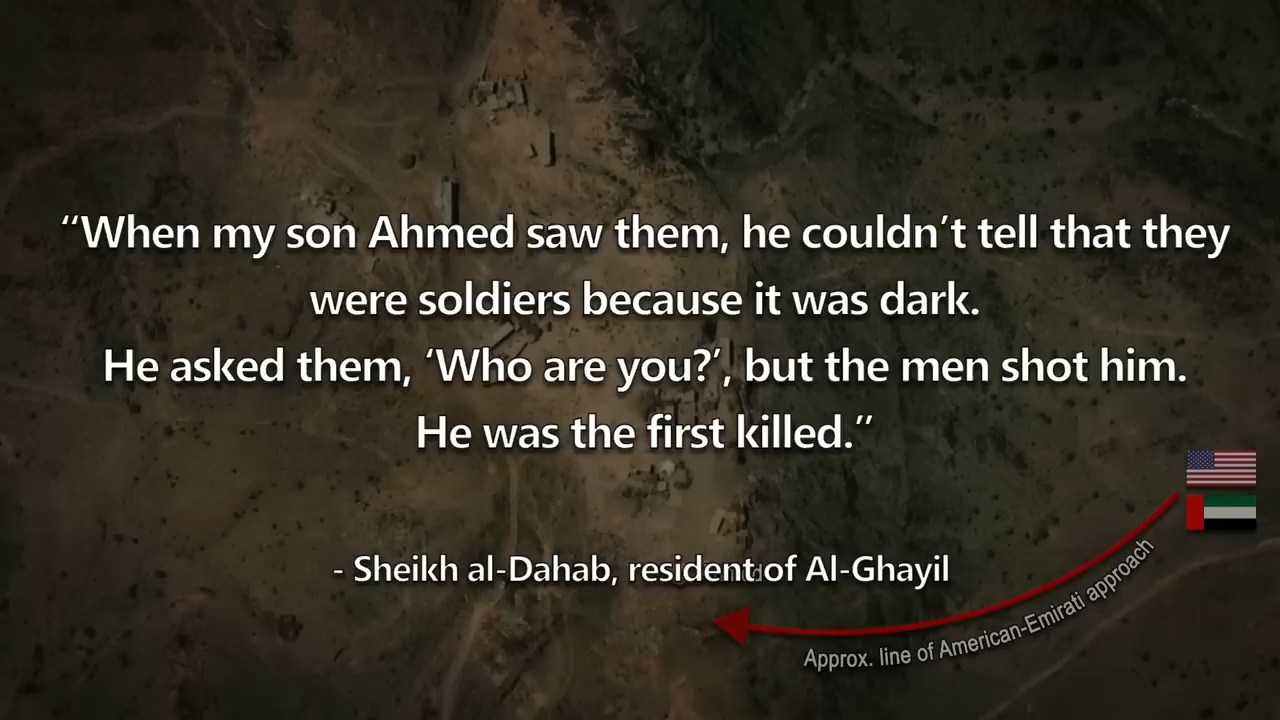 “When my son Ahmed saw them, he couldn’t tell that they
were soldiers because it was dark.
He asked them, ‘Who are you?’, but the men shot him.
He was the first killed.”
- Sheikh al-Dahab, resident of Al-Ghayil
Approx. line of American-Emirati approach